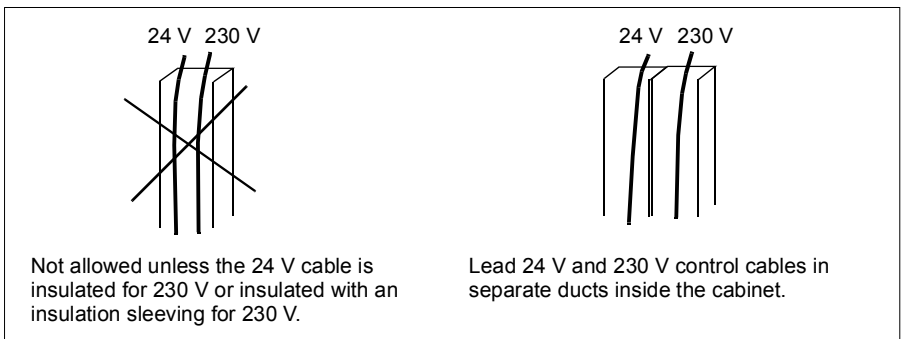 24 V 230 V
24 V 230 V
Not allowed unless the 24 V cable is
insulated for 230 V or insulated with an
insulation sleeving for 230 V.
Lead 24 V and 230 V control cables in
separate ducts inside the cabinet.